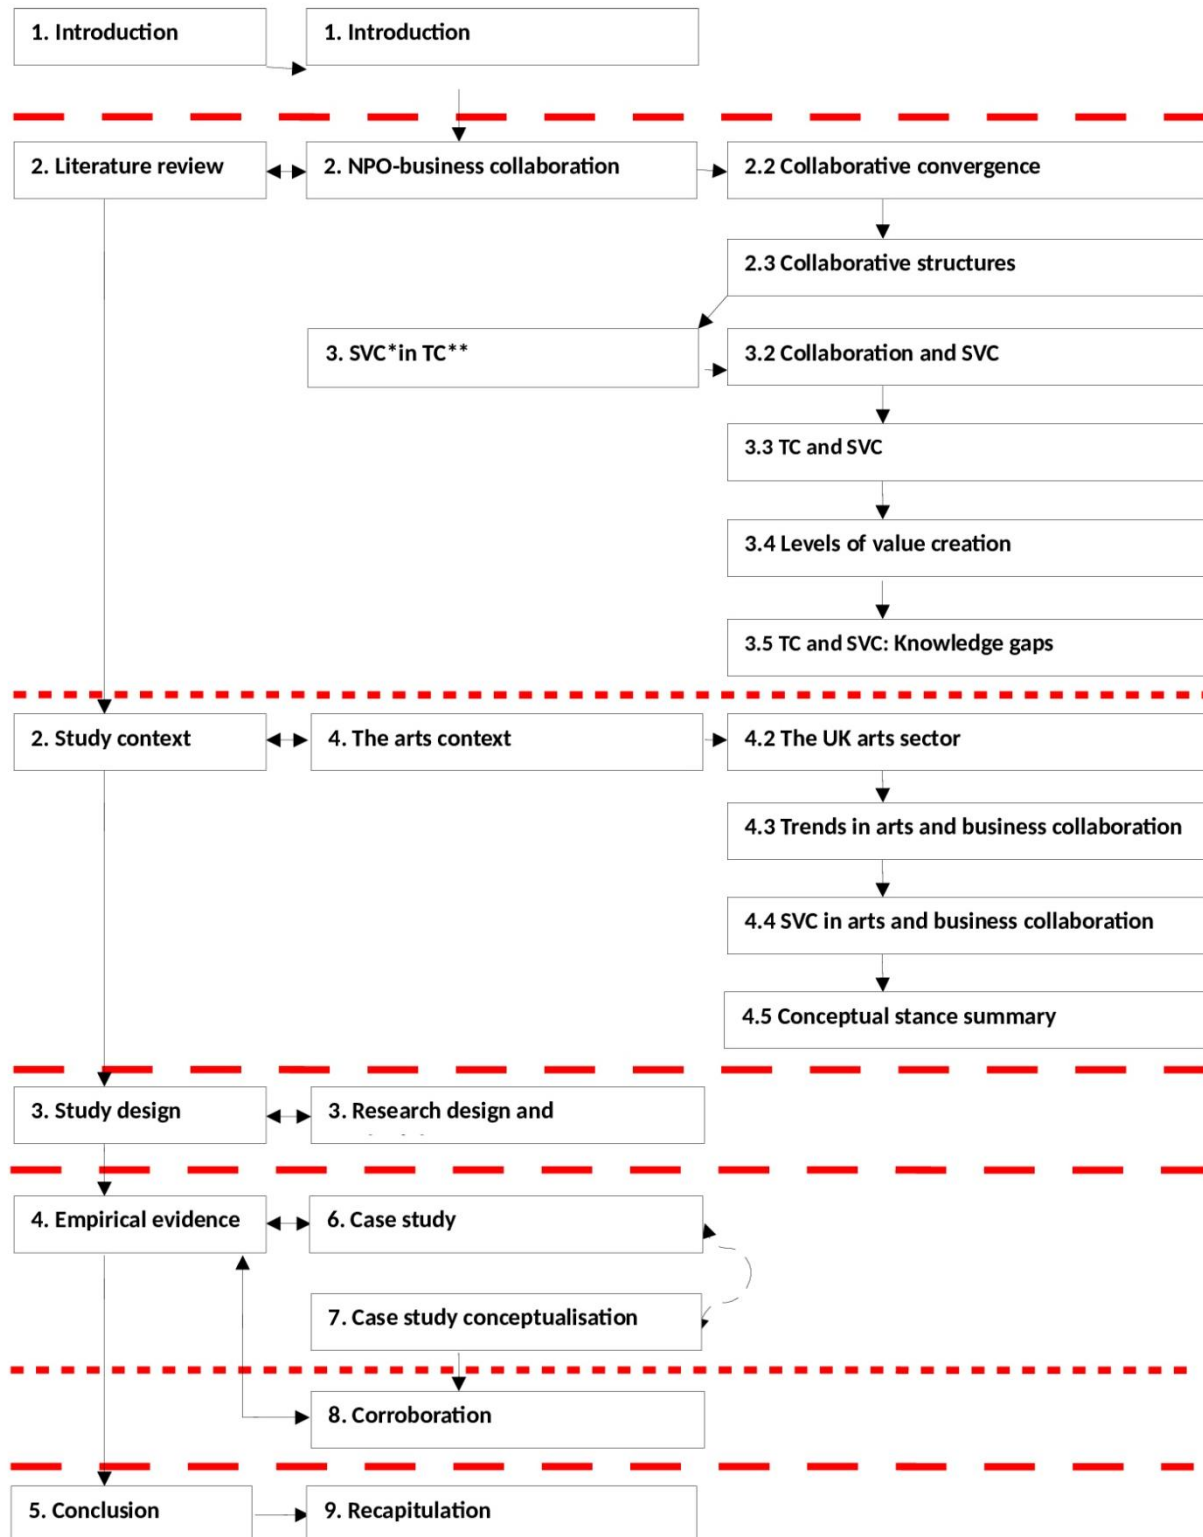 1. Introduction
1. Introduction
2. Literature review
2. NPO-business collaboration
2.2 Collaborative convergence
2.3 Collaborative structures
3. SVC*in TC**
3.2 Collaboration and SVC
3.3 TC and SVC
3.4 Levels of value creation
3.5 TC and SVC: Knowledge gaps
2. Study context
4. The arts context
4.2 The UK arts sector
4.3 Trends in arts and business collaboration
4.4 SVC in arts and business collaboration
4.5 Conceptual stance summary
3. Study design
3. Research design and
4. Empirical evidence
6. Case study
7. Case study conceptualisation
8. Corroboration
5. Conclusion
9. Recapitulation